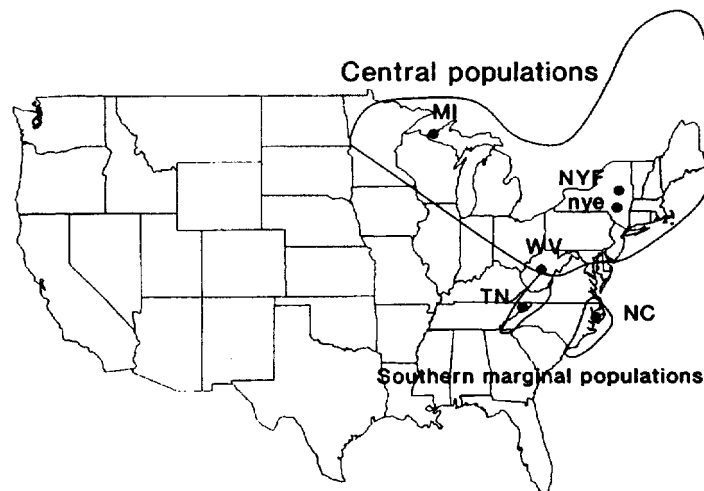 Central populations
MI
NYF
nye
WV
TN
NC
Southern marginal populations